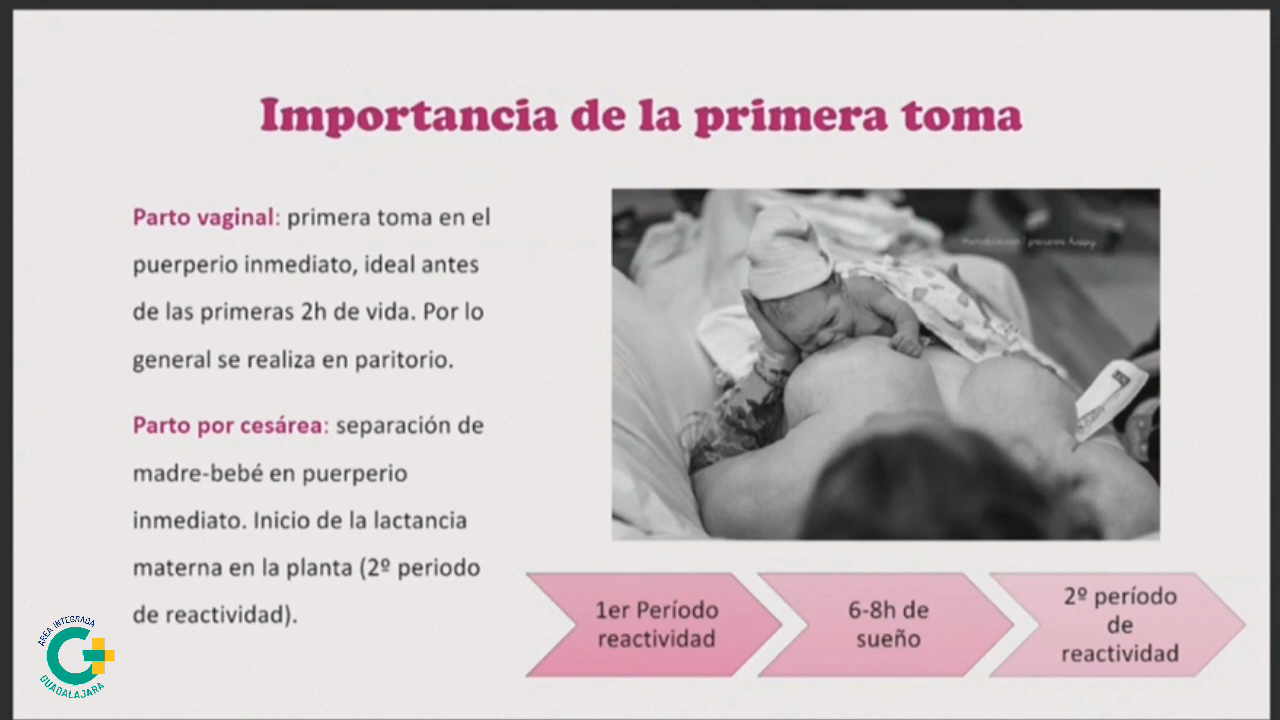 Importancia de la primera toma
Parto vaginal: primera toma en el
puerperio inmediato, ideal antes
de las primeras 2h de vida. Por lo
general se realiza en paritorio.
Parto por cesárea: separación de
madre-bebé en puerperio
inmediato. Inicio de la lactancia
materna en la planta (2º periodo
de reactividad).
1er Período
reactividad
6-8h de
sueño
2º período
de
reactividad
ÁREA INTEGRADA
GUADALAJARA